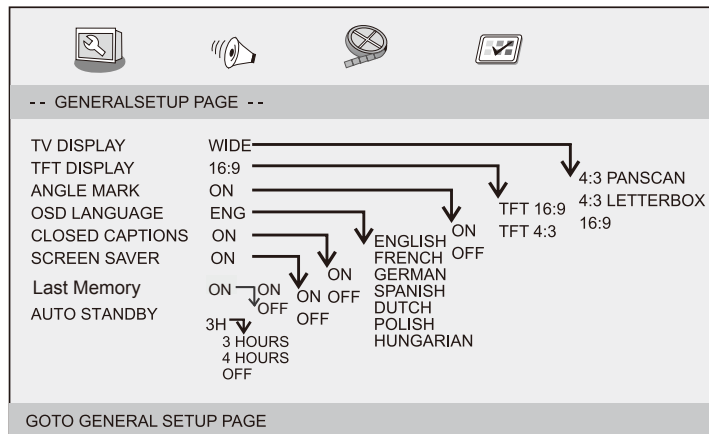 -- GENERALSETUP PAGE --
TV DISPLAY WIDE
TFT DISPLAY 16:9
ANGLE MARK ON
OSD LANGUAGE ENG
CLOSED CAPTIONS ON
SCREEN SAVER ON
Last Memory ON
AUTO STANDBY
3H
3 HOURS
4 HOURS
OFF
ON
OFF
ON
OFF
ON
OFF
ENGLISH
FRENCH
GERMAN
SPANISH
DUTCH
POLISH
HUNGARIAN
ON
OFF
TFT 16:9
TFT 4:3
4:3 PANSCAN
4:3 LETTERBOX
16:9
GOTO GENERAL SETUP PAGE